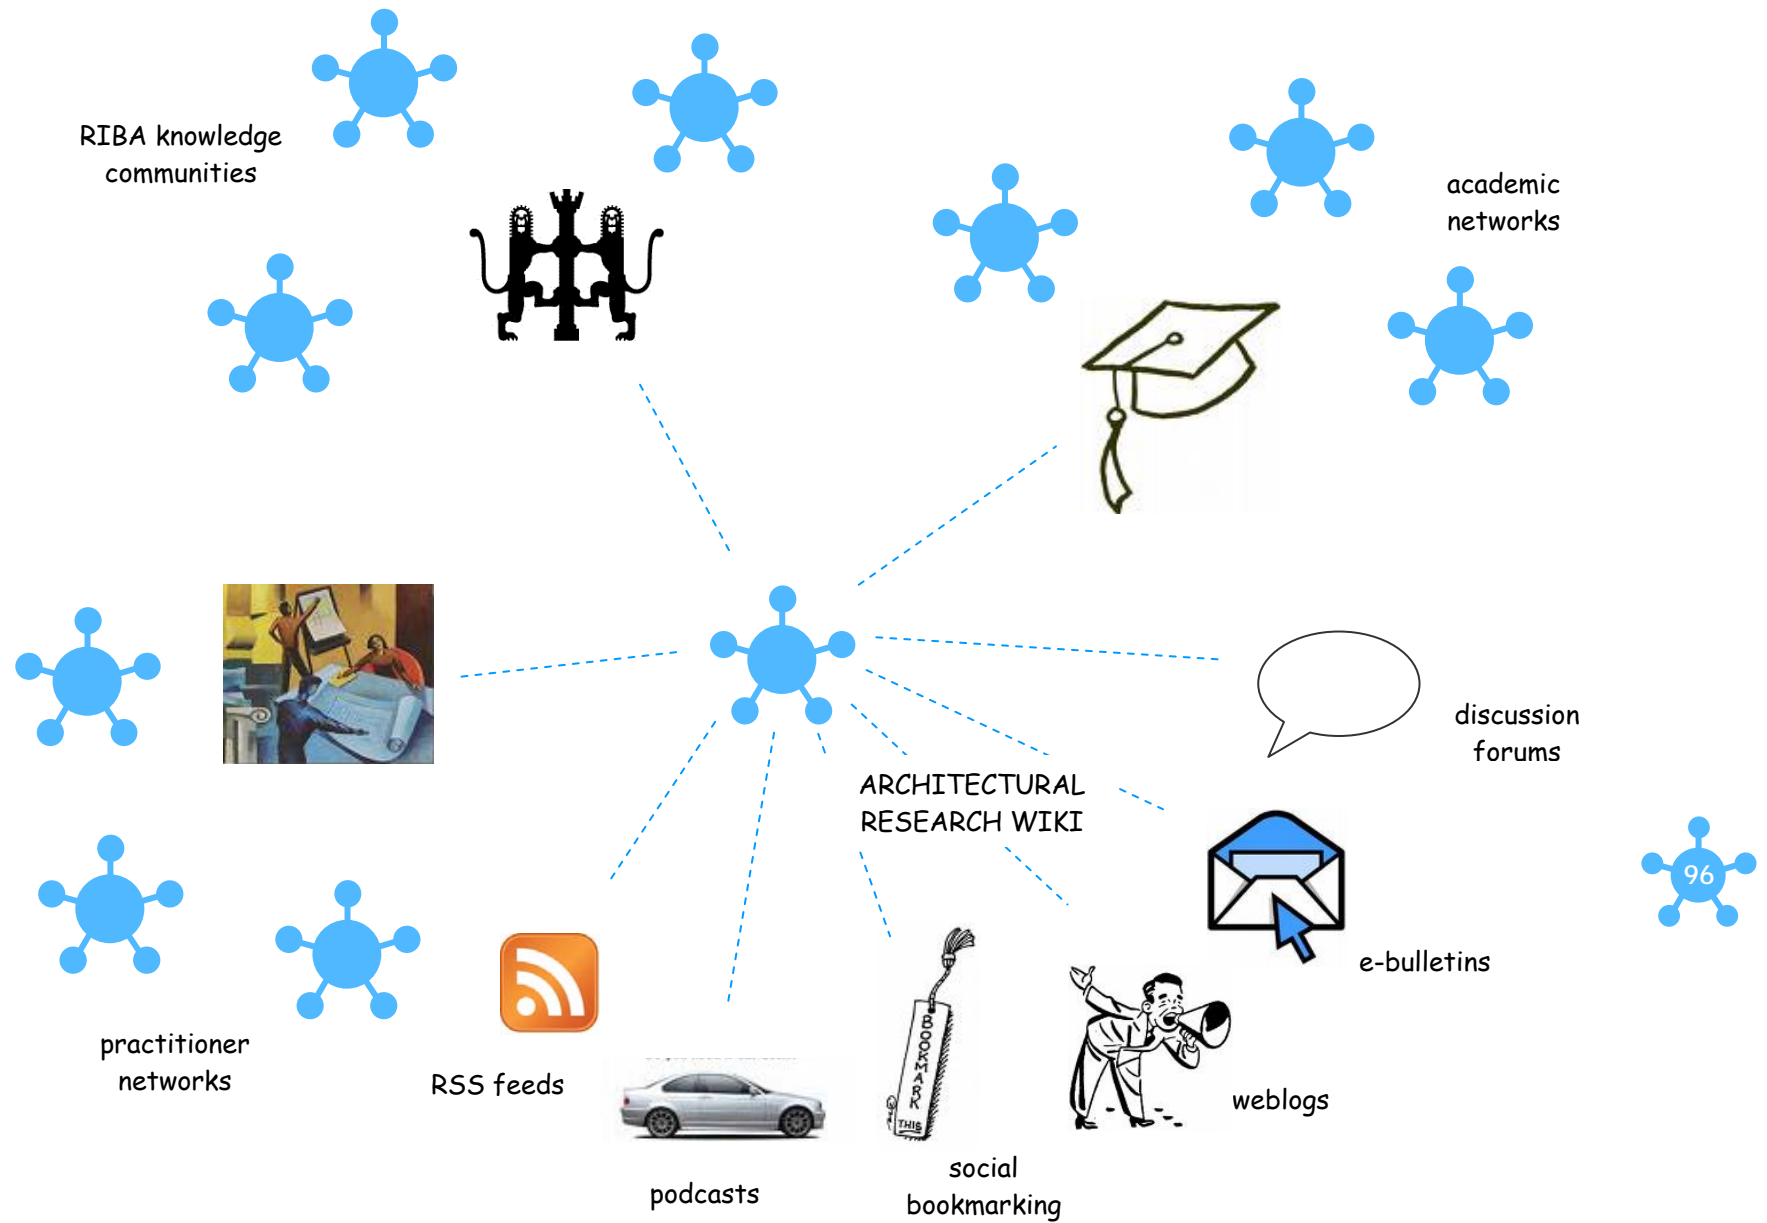 RIBA knowledge
communities
academic
networks
discussion
forums
ARCHITECTURAL
RESEARCH WIKI
96
e-bulletins
practitioner
networks
RSS feeds
BOOKMARK
THIS
weblogs
podcasts
social
bookmarking